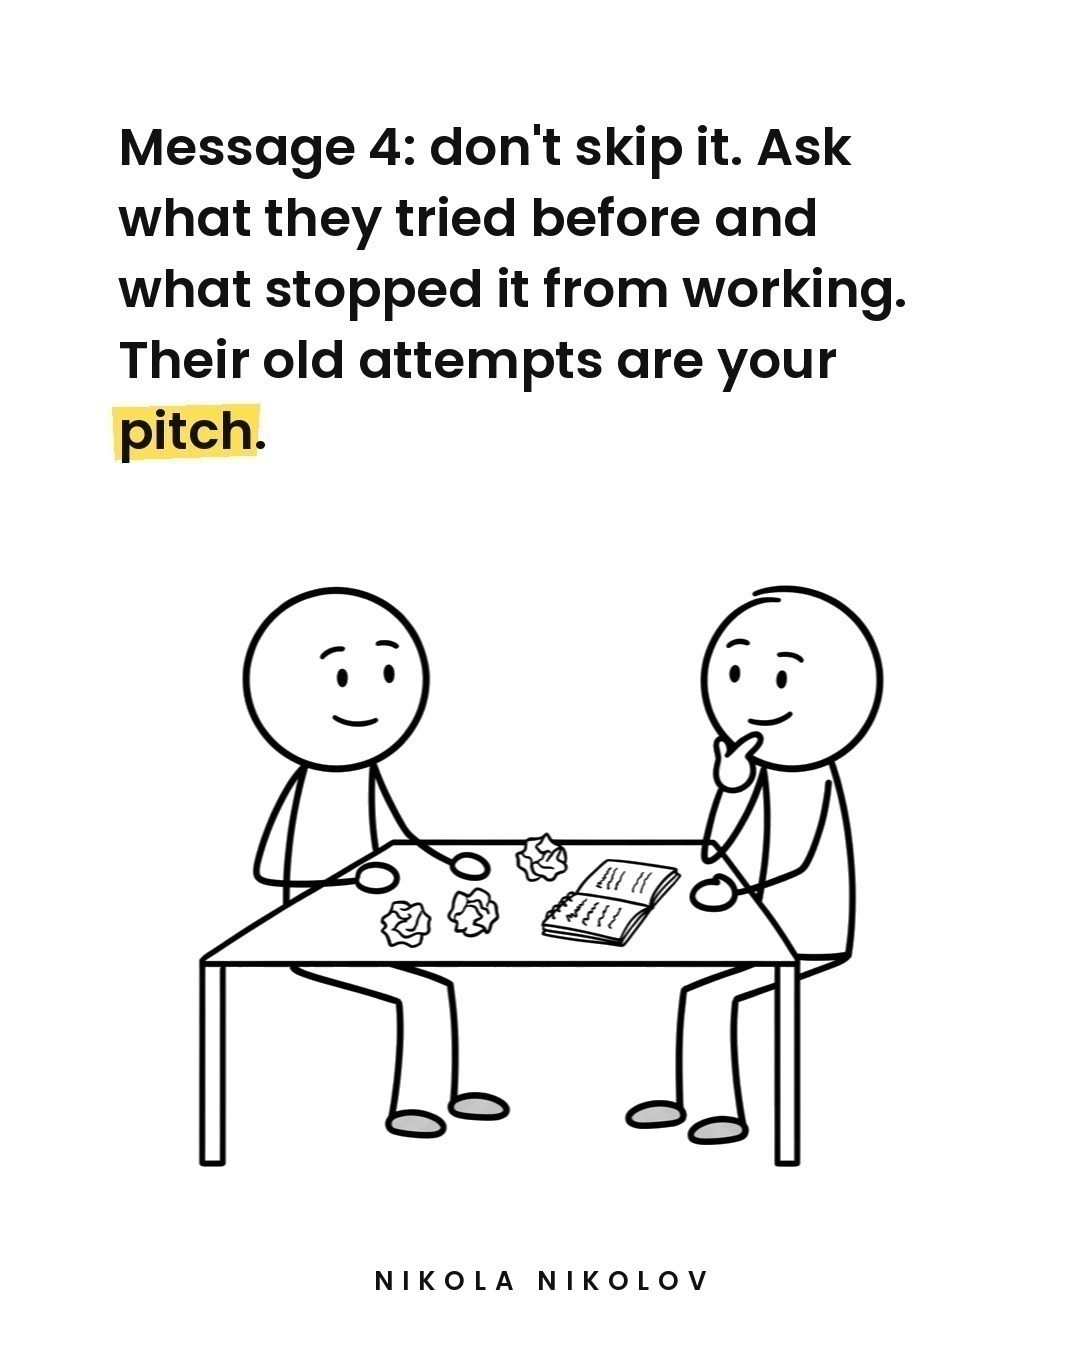 Message 4: don't skip it. Ask
what they tried before and
what stopped it from working.
Their old attempts are your
pitch.
NIKOLA NIKOLOV